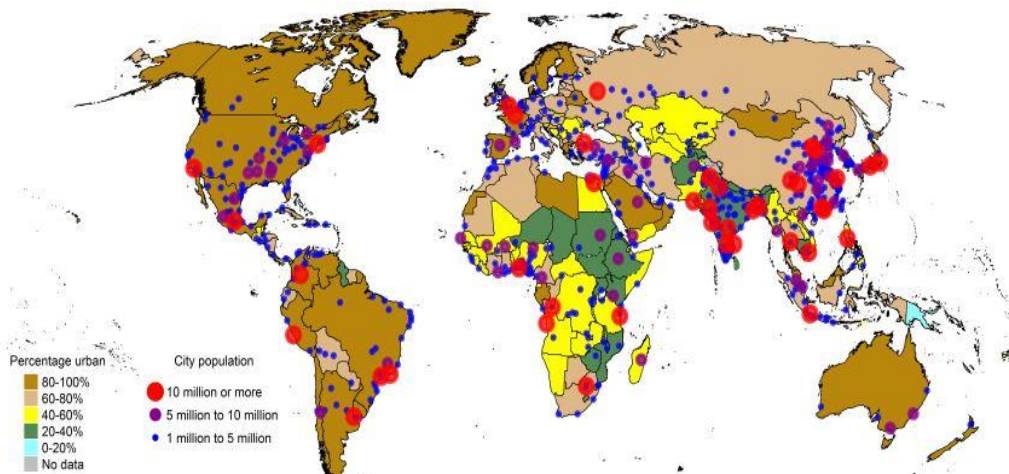 Percentage urban
80-100%
60-80%
40-60%
20-40%
0-20%
No data
City population
10 million or more
5 million to 10 million
1 million to 5 million